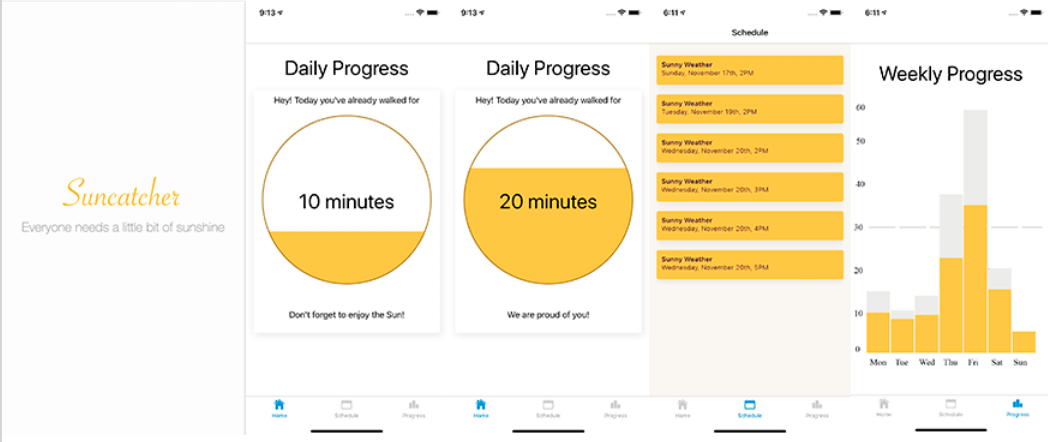 Suncatcher
Everyone needs a little bit of sunshine
9:13
Daily Progress
Hey! Today you've already walked for
10 minutes
Don't forget to enjoy the Sun!
Home
Schedule
Progress
9:13
Daily Progress
Hey! Today you've already walked for
20 minutes
We are proud of you!
Home
Schedule
Progress
6:11
Schedule
Sunny Weather
Sunday, November 17th, 2PM
Sunny Weather
Tuesday, November 19th, 2PM
Sunny Weather
Wednesday, November 20th, 2PM
Sunny Weather
Wednesday, November 20th, 3PM
Sunny Weather
Wednesday, November 20th, 4PM
Sunny Weather
Wednesday, November 20th, 5PM
Home
Schedule
Progress
6:11
Weekly Progress
60
50
40
30
20
10
0
Mon Tue Wed Thu Fri Sat Sun
Home
Schedule
Progress